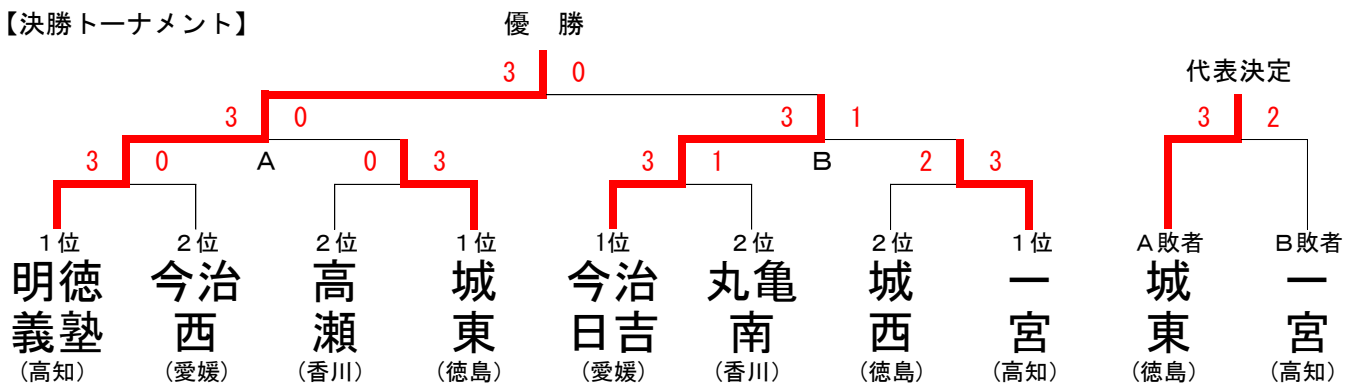 【決勝トーナメント】 優　勝
3 0 代表決定
3 0 3 1 3 2
3 0 A 0 3 3 1 B 2 3
1位 2位 2位 1位 1位 2位 2位 1位 A敗者 B敗者
明徳 今治 高 城 今治 丸亀 城 一 城 一
義塾 西 瀬 東 日吉 南 西 宮 東 宮
(高知) (愛媛) (香川) (徳島) (愛媛) (香川) (徳島) (高知) (徳島) (高知)